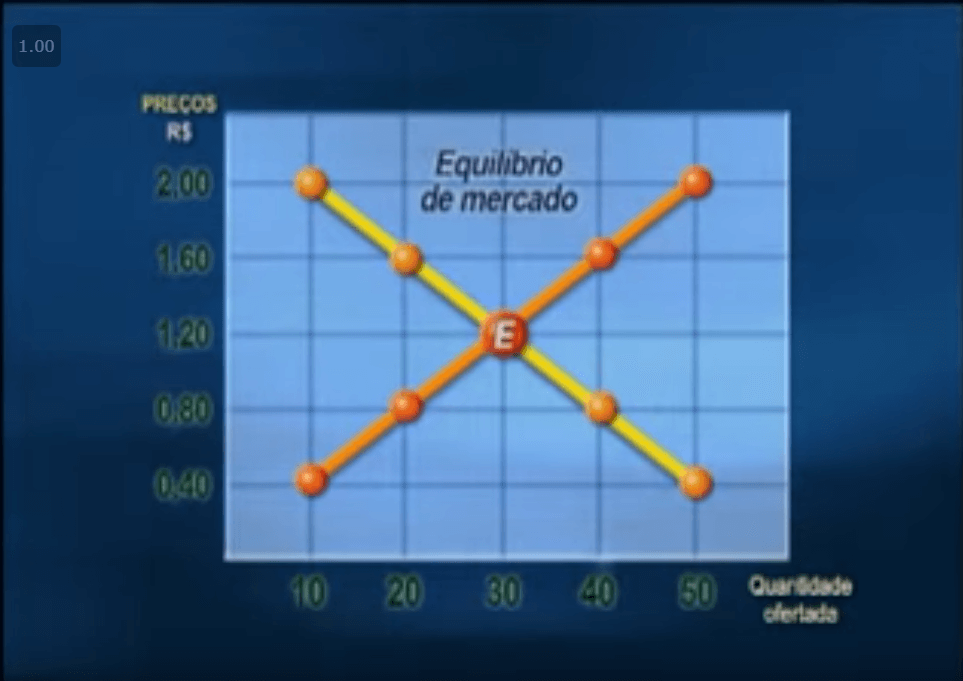 1.00
PREÇOS
R$
Equilíbrio
de mercado
2,00
1,60
1,20
E
0,80
0,40
10 20 30 40 50
Quantidade
ofertada